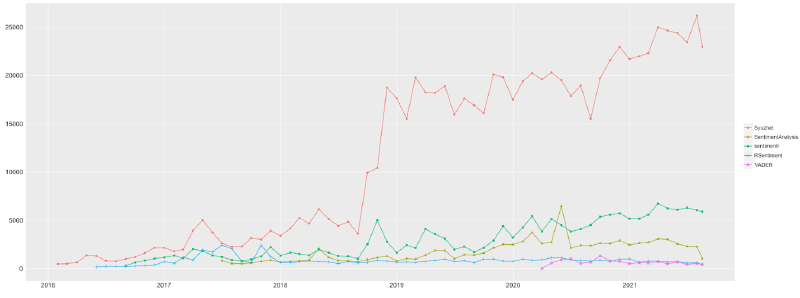 25000
20000
15000
10000
5000
0
2016 2017 2018 2019 2020 2021
Syuzhet
SentimentAnalysis
sentimentr
RSentiment
VADER